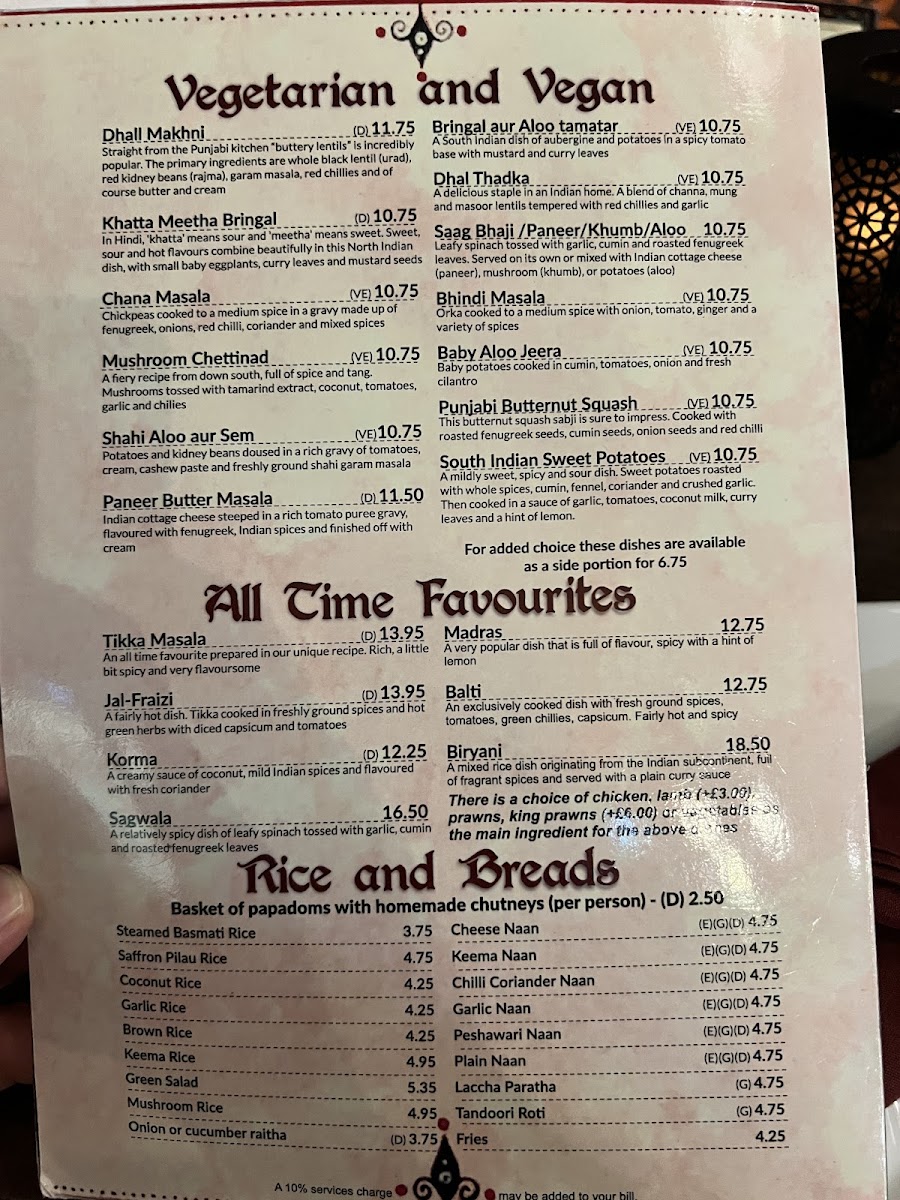 Vegetarian and Vegan
Dhall Makhni (D) 11.75
Straight from the Punjabi kitchen "buttery lentils" is incredibly
popular. The primary ingredients are whole black lentil (urad),
red kidney beans (rajma), garam masala, red chillies and of
course butter and cream
Khatta Meetha Bringal (D) 10.75
In Hindi, 'khatta' means sour and 'meetha' means sweet. Sweet,
sour and hot flavours combine beautifully in this North Indian
dish, with small baby eggplants, curry leaves and mustard seeds
Chana Masala (VE) 10.75
Chickpeas cooked to a medium spice in a gravy made up of
fenugreek, onions, red chilli, coriander and mixed spices
Mushroom Chettinad (VE) 10.75
A fiery recipe from down south, full of spice and tang.
Mushrooms tossed with tamarind extract, coconut, tomatoes,
garlic and chilies
Shahi Aloo aur Sem (VE)10.75
Potatoes and kidney beans doused in a rich gravy of tomatoes,
cream, cashew paste and freshly ground shahi garam masala
Paneer Butter Masala (D) 11.50
Indian cottage cheese steeped in a rich tomato puree gravy,
flavoured with fenugreek, Indian spices and finished off with
cream
Bringal aur Aloo tamatar (VE) 10.75
A South Indian dish of aubergine and potatoes in a spicy tomato
base with mustard and curry leaves
Dhal Thadka (VE) 10.75
A delicious staple in an Indian home. A blend of channa, mung
and masoor lentils tempered with red chillies and garlic
Saag Bhaji /Paneer/Khumb/Aloo 10.75
Leafy spinach tossed with garlic, cumin and roasted fenugreek
leaves. Served on its own or mixed with Indian cottage cheese
(paneer), mushroom (khumb), or potatoes (aloo)
Bhindi Masala (VE) 10.75
Orka cooked to a medium spice with onion, tomato, ginger and a
variety of spices
Baby Aloo Jeera (VE) 10.75
Baby potatoes cooked in cumin, tomatoes, onion and fresh
cilantro
Punjabi Butternut Squash (VE) 10.75
This butternut squash sabji is sure to impress. Cooked with
roasted fenugreek seeds, cumin seeds, onion seeds and red chilli
South Indian Sweet Potatoes (VE) 10.75
A mildly sweet, spicy and sour dish. Sweet potatoes roasted
with whole spices, cumin, fennel, coriander and crushed garlic.
Then cooked in a sauce of garlic, tomatoes, coconut milk, curry
leaves and a hint of lemon.
For added choice these dishes are available
as a side portion for 6.75
All Time Favourites
Tikka Masala (D) 13.95
An all time favourite prepared in our unique recipe. Rich, a little
bit spicy and very flavoursome
Jal-Fraizi (D) 13.95
A fairly hot dish. Tikka cooked in freshly ground spices and hot
green herbs with diced capsicum and tomatoes
Korma (D) 12.25
A creamy sauce of coconut, mild Indian spices and flavoured
with fresh coriander
Sagwala 16.50
A relatively spicy dish of leafy spinach tossed with garlic, cumin
and roasted fenugreek leaves
Madras 12.75
A very popular dish that is full of flavour, spicy with a hint of
lemon
Balti 12.75
An exclusively cooked dish with fresh ground spices,
tomatoes, green chillies, capsicum. Fairly hot and spicy
Biryani 18.50
A mixed rice dish originating from the Indian subcontinent, full
of fragrant spices and served with a plain curry sauce
There is a choice of chicken, lamb (+£3.00),
prawns, king prawns (+£6.00) or vegetables as
the main ingredient for the above dishes
Rice and Breads
Basket of papadoms with homemade chutneys (per person) - (D) 2.50
Steamed Basmati Rice 3.75
Saffron Pilau Rice 4.75
Coconut Rice 4.25
Garlic Rice 4.25
Brown Rice 4.25
Keema Rice 4.95
Green Salad 5.35
Mushroom Rice 4.95
Onion or cucumber raitha (D) 3.75
Cheese Naan (E)(G)(D) 4.75
Keema Naan (E)(G)(D) 4.75
Chilli Coriander Naan (E)(G)(D) 4.75
Garlic Naan (E)(G)(D) 4.75
Peshawari Naan (E)(G)(D) 4.75
Plain Naan (E)(G)(D) 4.75
Laccha Paratha (G) 4.75
Tandoori Roti (G) 4.75
Fries 4.25
A 10% services charge may be added to your bill.